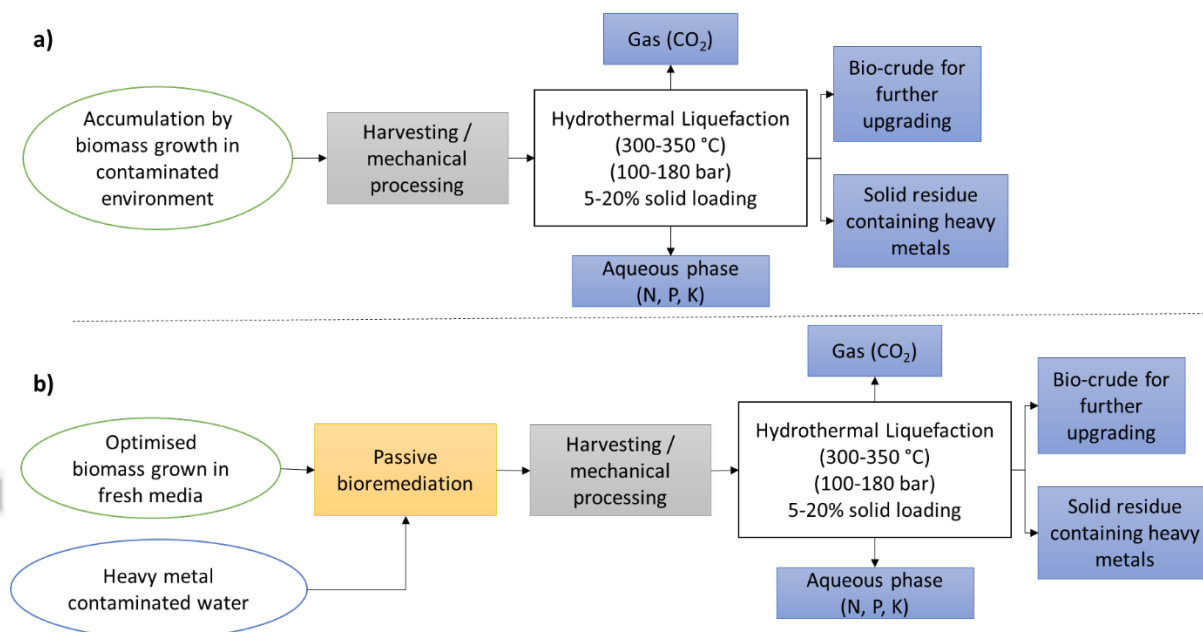 a)
Accumulation by
biomass growth in
contaminated
environment
Harvesting /
mechanical
processing
Gas (CO₂)
Hydrothermal Liquefaction
(300-350 °C)
(100-180 bar)
5-20% solid loading
Aqueous phase
(N, P, K)
Bio-crude for
further
upgrading
Solid residue
containing heavy
metals
b)
Optimised
biomass grown in
fresh media
Heavy metal
contaminated water
Passive
bioremediation
Harvesting /
mechanical
processing
Gas (CO₂)
Hydrothermal Liquefaction
(300-350 °C)
(100-180 bar)
5-20% solid loading
Aqueous phase
(N, P, K)
Bio-crude for
further
upgrading
Solid residue
containing heavy
metals